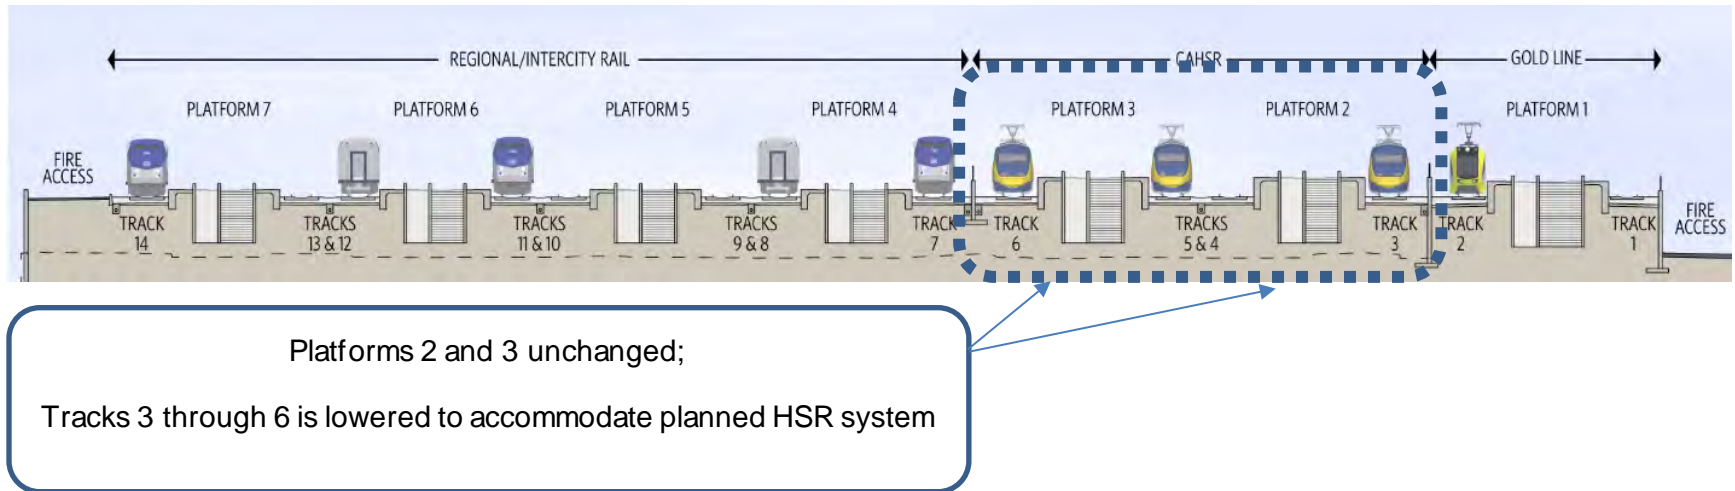 REGIONAL/INTERCITY RAIL
CAHSR
GOLD LINE
PLATFORM 7
PLATFORM 6
PLATFORM 5
PLATFORM 4
PLATFORM 3
PLATFORM 2
PLATFORM 1
FIRE
ACCESS
TRACK
14
TRACKS
13 & 12
TRACKS
11 & 10
TRACKS
9 & 8
TRACK
7
TRACK
6
TRACKS
5 & 4
TRACK
3
TRACK
2
TRACK
1
FIRE
ACCESS
Platforms 2 and 3 unchanged;
Tracks 3 through 6 is lowered to accommodate planned HSR system